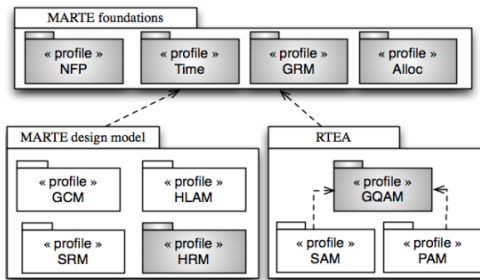 MARTE foundations
« profile » « profile » « profile » « profile »
NFP Time GRM Alloc
MARTE design model RTEA
« profile » « profile » « profile »
GCM HLAM GQAM
« profile » « profile » « profile » « profile »
SRM HRM SAM PAM